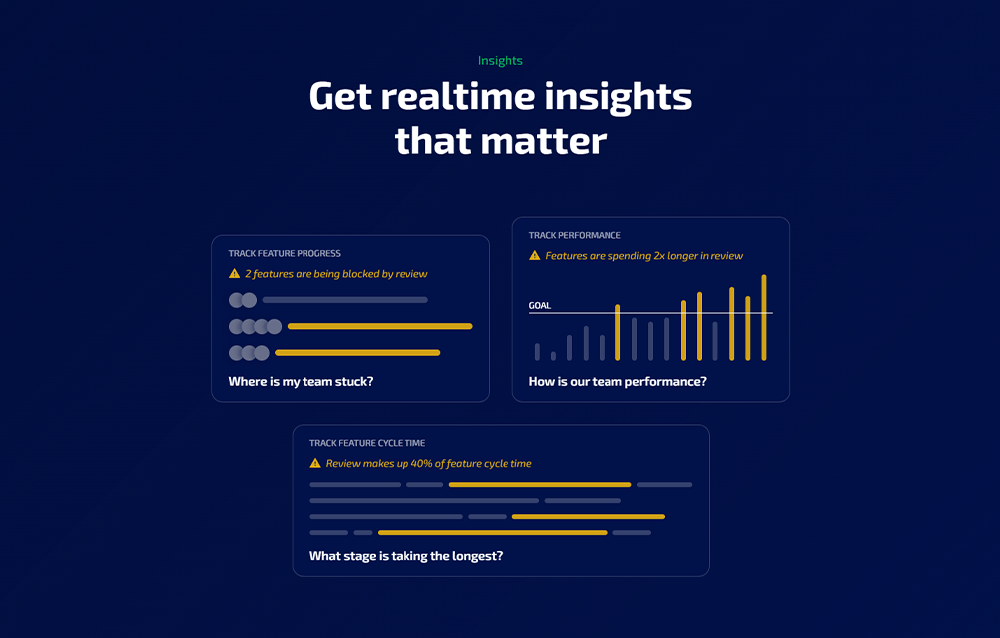 Insights
Get realtime insights
that matter
TRACK FEATURE PROGRESS
2 features are being blocked by review
Where is my team stuck?
TRACK PERFORMANCE
Features are spending 2x longer in review
GOAL
How is our team performance?
TRACK FEATURE CYCLE TIME
Review makes up 40% of feature cycle time
What stage is taking the longest?